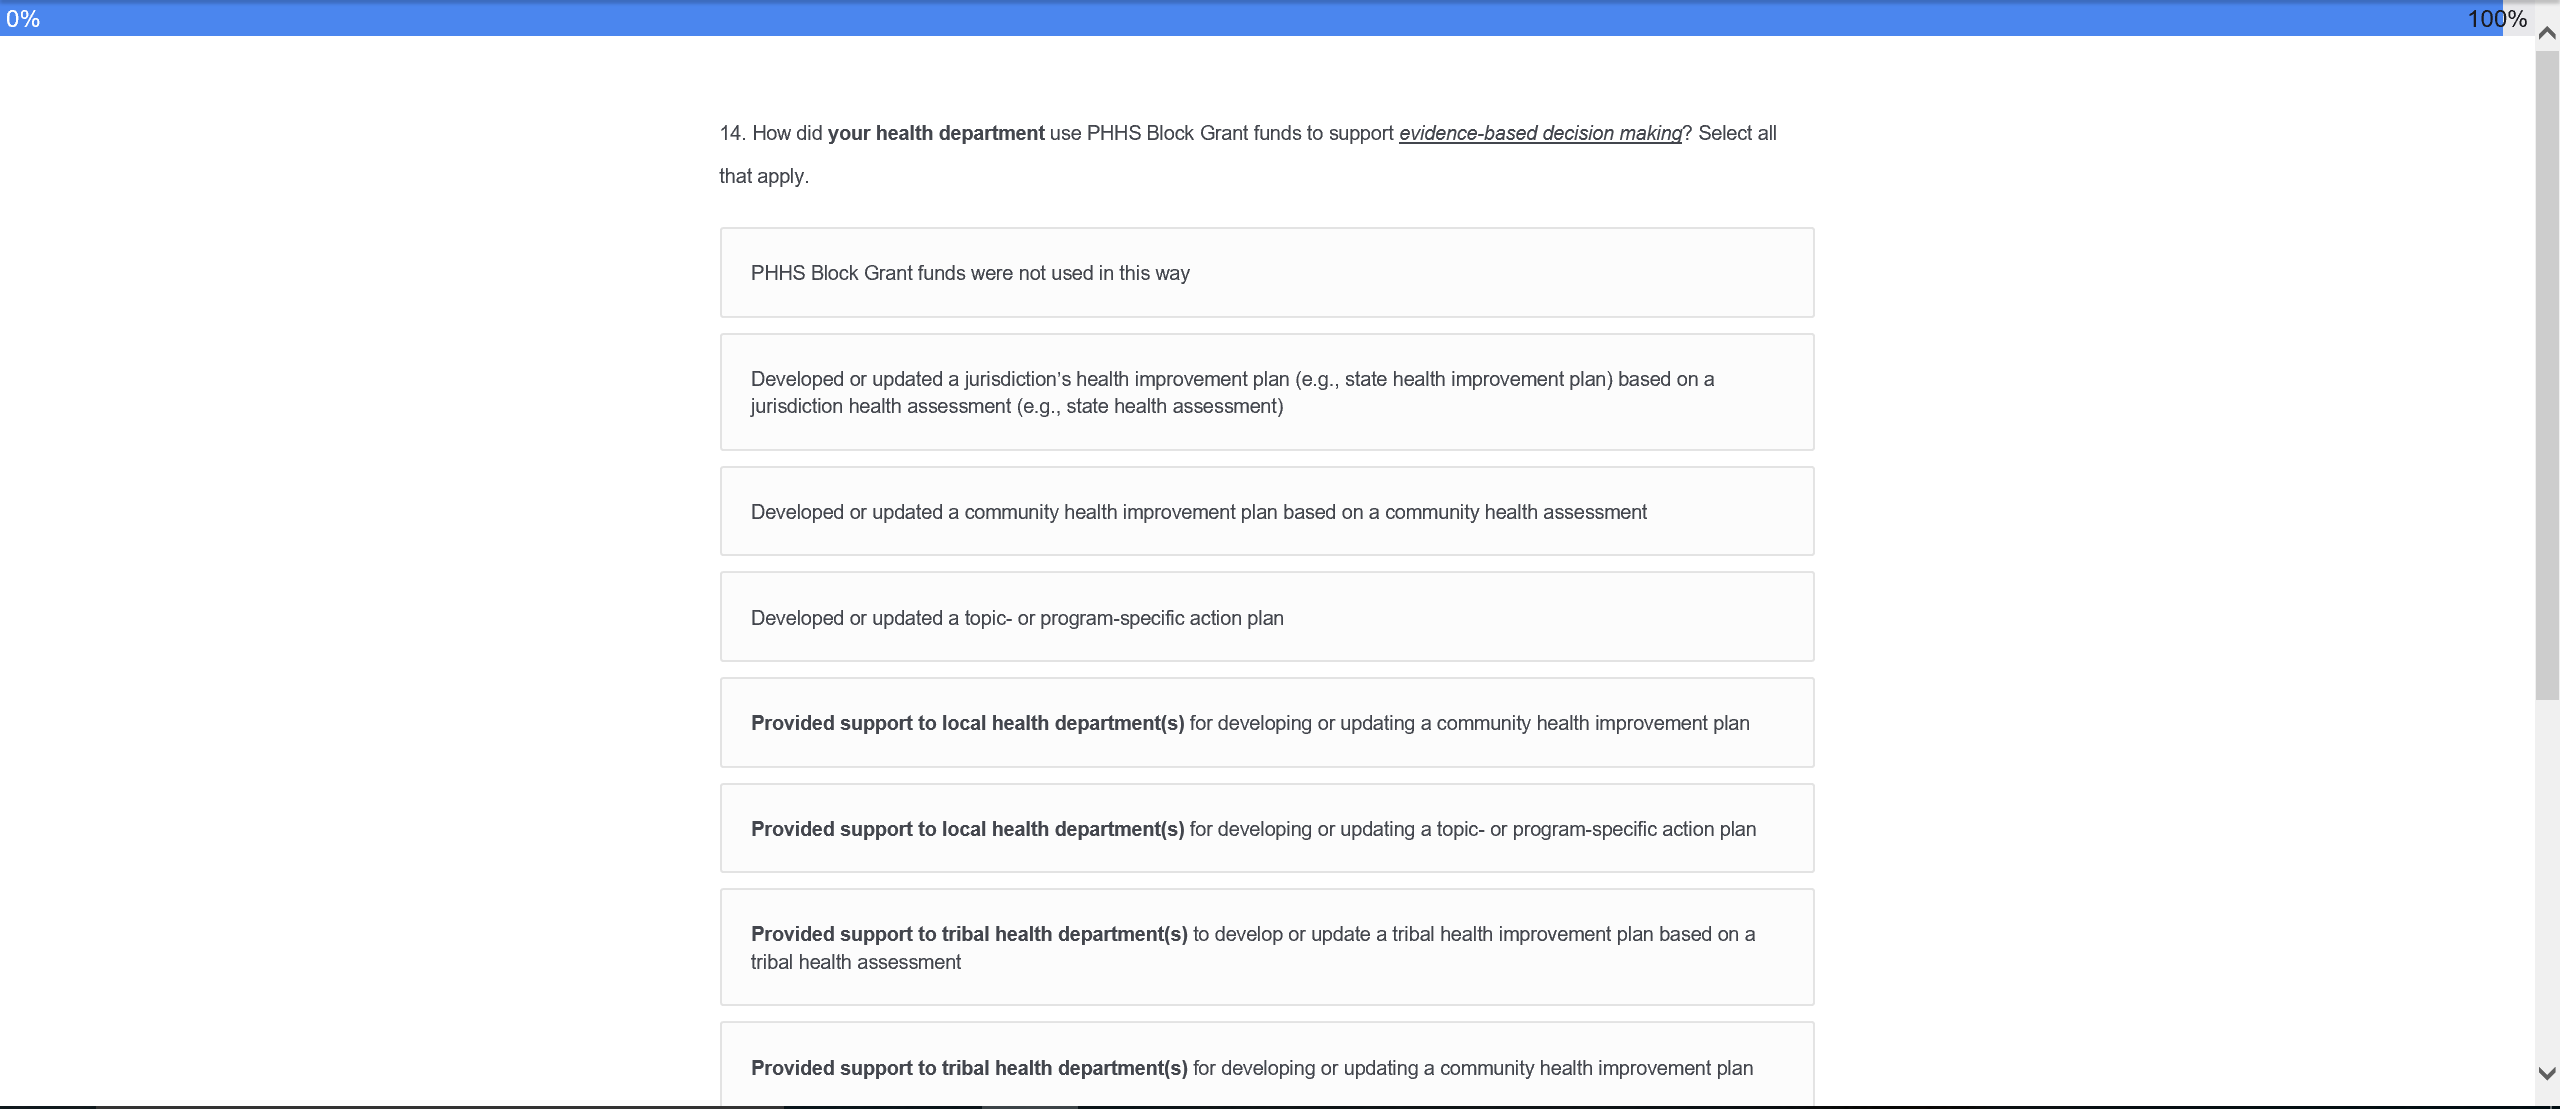 0% 100%
14. How did your health department use PHHS Block Grant funds to support evidence-based decision making? Select all
that apply.
PHHS Block Grant funds were not used in this way
Developed or updated a jurisdiction’s health improvement plan (e.g., state health improvement plan) based on a
jurisdiction health assessment (e.g., state health assessment)
Developed or updated a community health improvement plan based on a community health assessment
Developed or updated a topic- or program-specific action plan
Provided support to local health department(s) for developing or updating a community health improvement plan
Provided support to local health department(s) for developing or updating a topic- or program-specific action plan
Provided support to tribal health department(s) to develop or update a tribal health improvement plan based on a
tribal health assessment
Provided support to tribal health department(s) for developing or updating a community health improvement plan